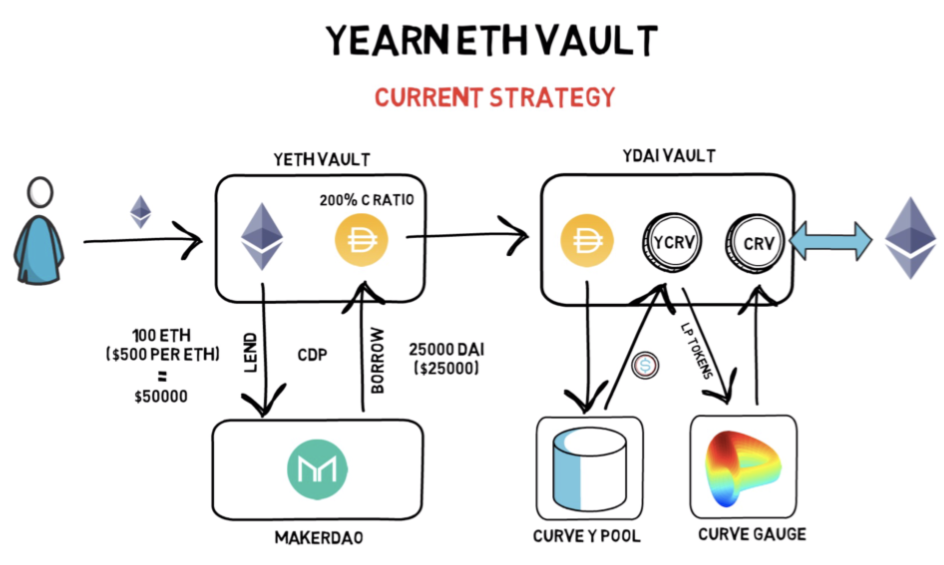 YEARN ETH VAULT
CURRENT STRATEGY
YETH VAULT
YDAI VAULT
200% C RATIO
YCRV
CRV
100 ETH
($500 PER ETH)
=
$50000
LEND
CDP
BORROW
25000 DAI
($25000)
$
LP TOKENS
MAKERDAO
CURVE Y POOL
CURVE GAUGE